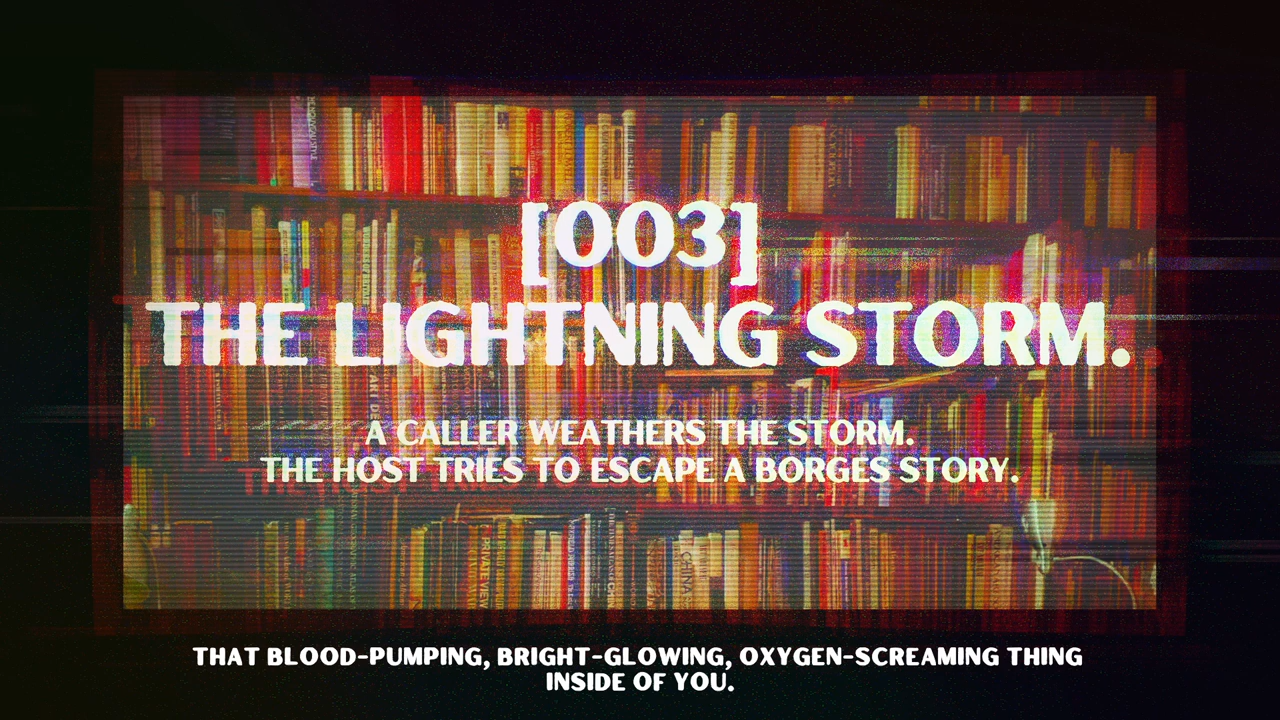 [003]
THE LIGHTNING STORM.
A CALLER WEATHERS THE STORM.
THE HOST TRIES TO ESCAPE A BORGES STORY.
THAT BLOOD-PUMPING, BRIGHT-GLOWING, OXYGEN-SCREAMING THING
INSIDE OF YOU.